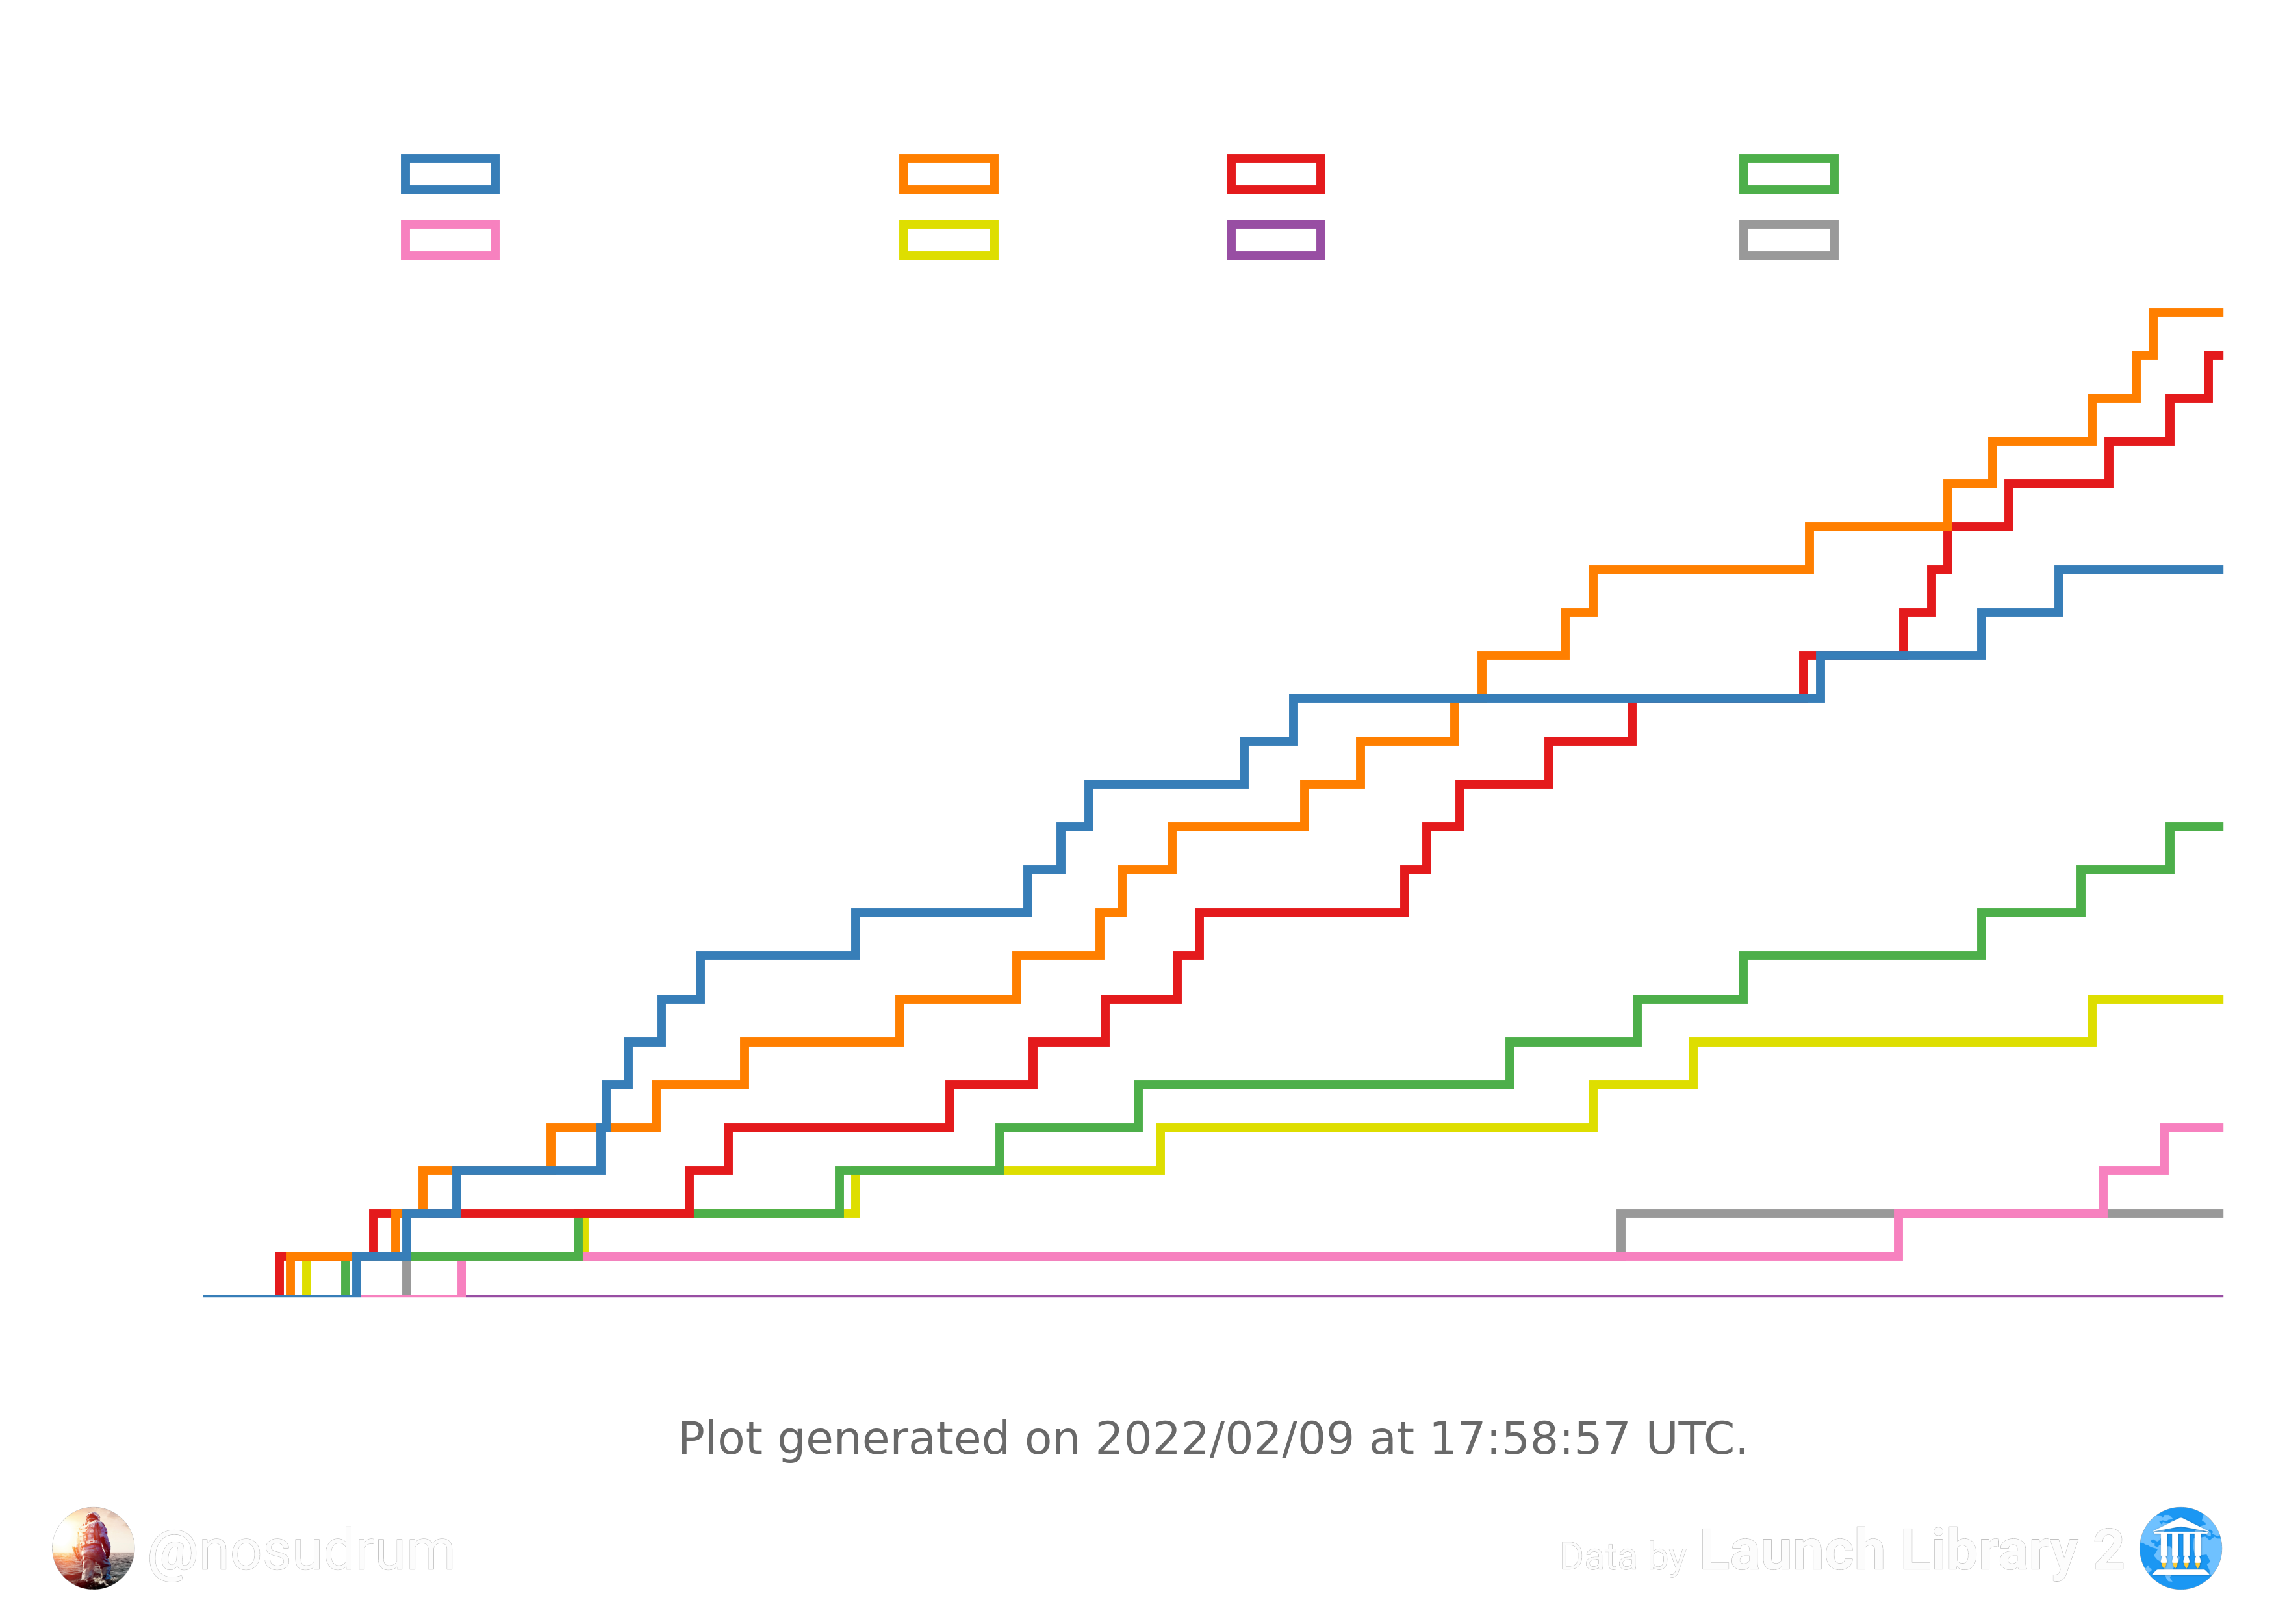 Plot generated on 2022/02/09 at 17:58:57 UTC.
@nosudrum
Data by Launch Library 2